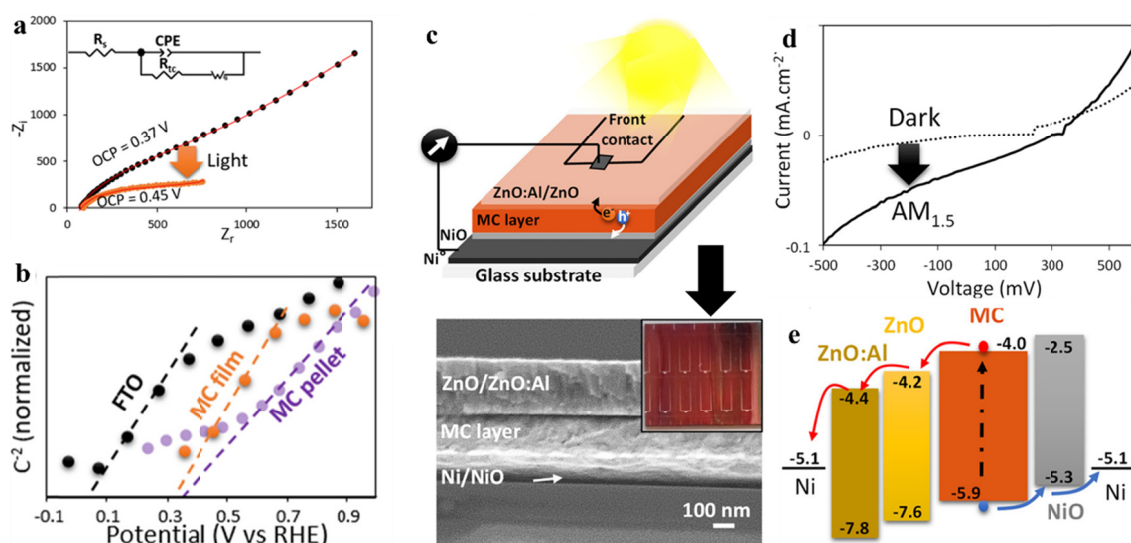 a
2000
1500
1000
500
0
-Zᵢ
Rₛ
CPE
Rₜc
OCP = 0.37 V
Light
OCP = 0.45 V
0
500
1000
1500
Zᵣ
b
C⁻² (normalized)
FTO
MC film
MC pellet
-0.1
0.1
0.3
0.5
0.7
0.9
Potential (V vs RHE)
c
Front
contact
ZnO:Al/ZnO
e⁻
h⁺
MC layer
NiO
Ni°
Glass substrate
ZnO/ZnO:Al
MC layer
Ni/NiO
100 nm
d
Current (mA.cm⁻²
0
-0.1
Dark
AM₁.₅
-500
-300
-100
100
300
500
Voltage (mV)
e
MC
ZnO
ZnO:Al
-4.0
-2.5
-4.2
-4.4
-5.1
Ni
-5.9
-5.3
-5.1
Ni
NiO
-7.6
-7.8